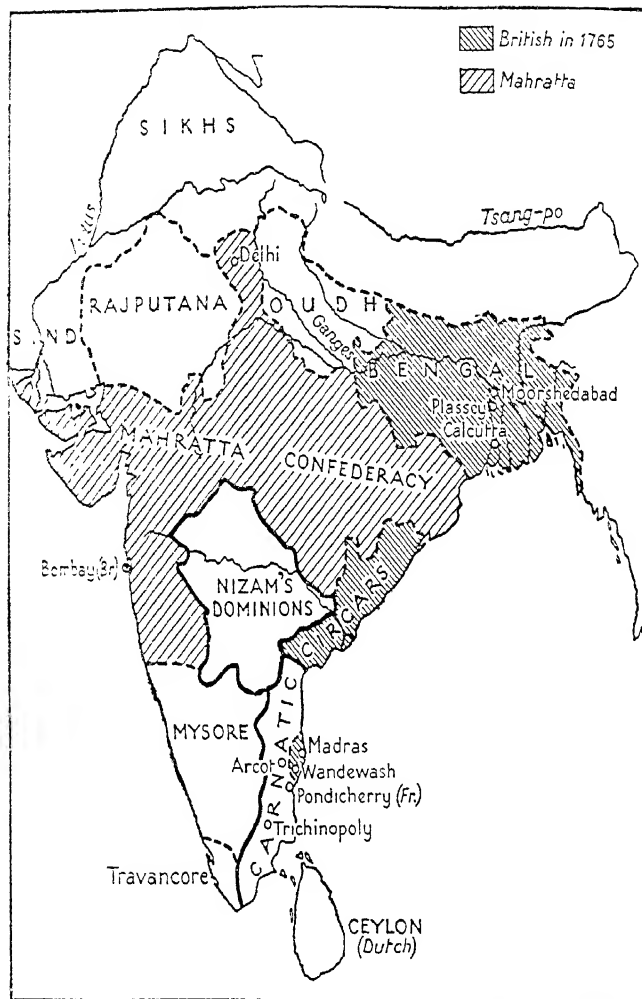 British in 1765
Mahratta
SIKHS
Indus
Tsang-po
Delhi
RAJPUTANA
OUDH
SIND
Ganges
BENGAL
Moorshedabad
Plassey
Calcutta
MAHRATTA
CONFEDERACY
Bombay (Br.)
NIZAM'S
DOMINIONS
CIRCARS
MYSORE
CARNATIC
Madras
Arcot
Wandewash
Pondicherry (Fr.)
Trichinopoly
Travancore
CEYLON
(Dutch)